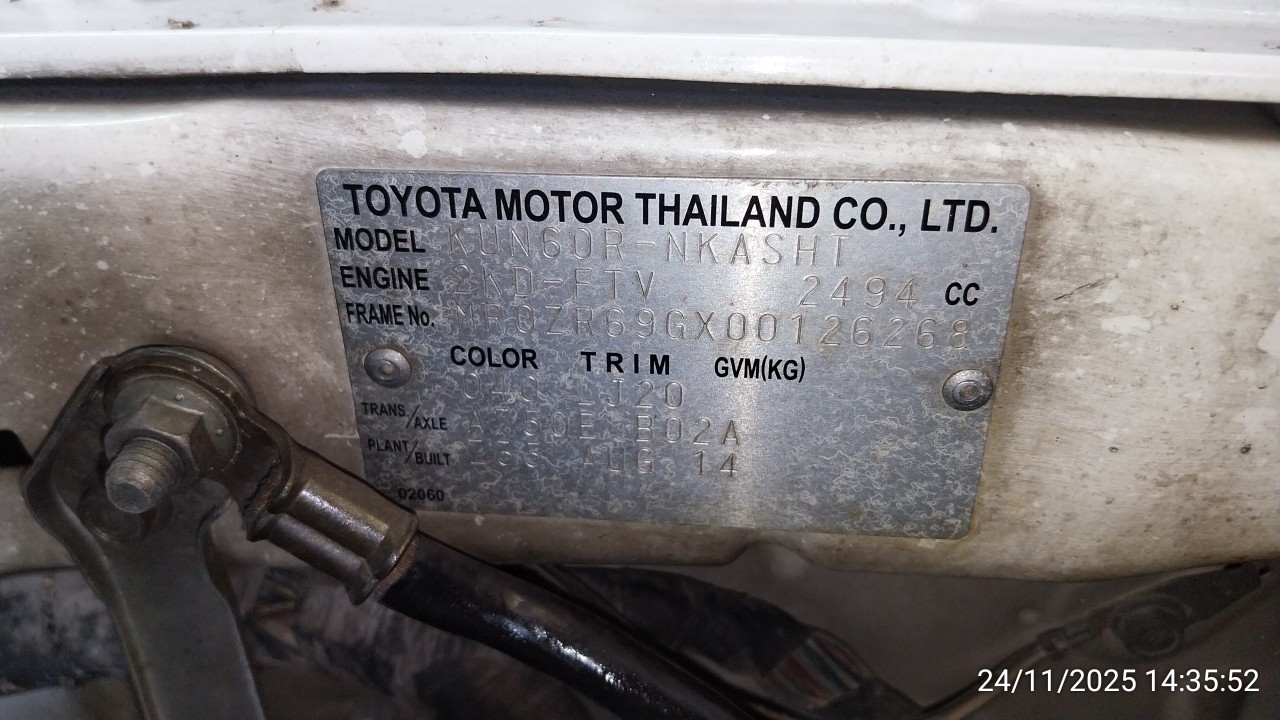 TOYOTA MOTOR THAILAND CO., LTD.
MODEL KUN60R-NKASHT
ENGINE 2KD-FTV 2494 CC
FRAME No. MR0ZR69GX00126268
COLOR TRIM GVM(KG)
040 LJ20
TRANS./AXLE B02A
PLANT/BUILT AUG 14
02060
24/11/2025 14:35:52